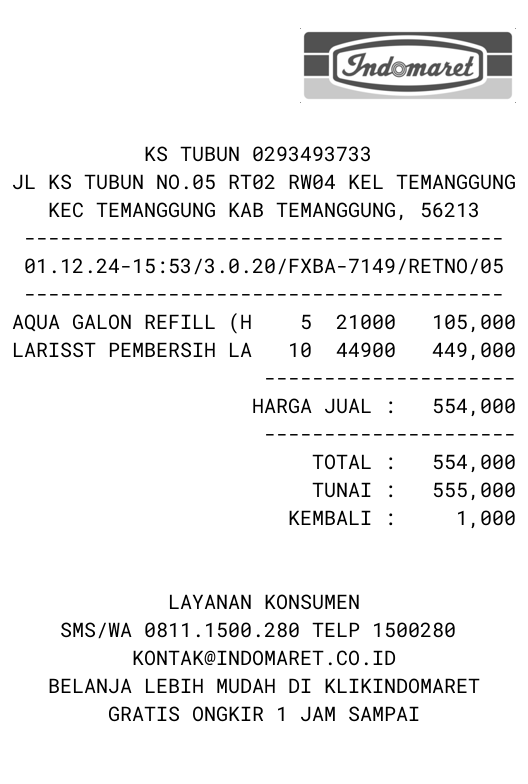 Indomaret
KS TUBUN 0293493733
JL KS TUBUN NO.05 RT02 RW04 KEL TEMANGGUNG
KEC TEMANGGUNG KAB TEMANGGUNG, 56213
----------------------------------------
01.12.24-15:53/3.0.20/FXBA-7149/RETNO/05
----------------------------------------
AQUA GALON REFILL (H 5 21000 105,000
LARISST PEMBERSIH LA 10 44900 449,000
---------------------
HARGA JUAL : 554,000
---------------------
TOTAL : 554,000
TUNAI : 555,000
KEMBALI : 1,000
LAYANAN KONSUMEN
SMS/WA 0811.1500.280 TELP 1500280
KONTAK@INDOMARET.CO.ID
BELANJA LEBIH MUDAH DI KLIKINDOMARET
GRATIS ONGKIR 1 JAM SAMPAI